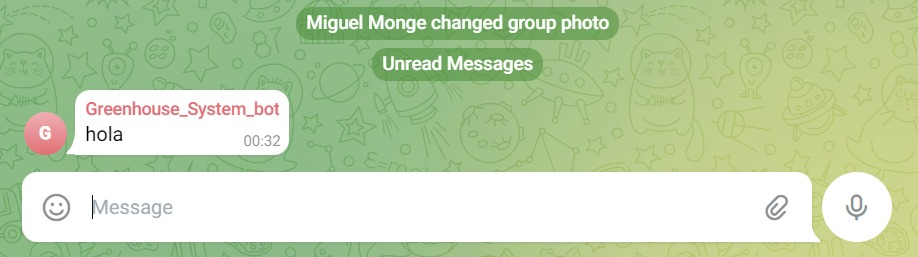 Miguel Monge changed group photo
Unread Messages
Greenhouse_System_bot
G
hola
00:32
Message